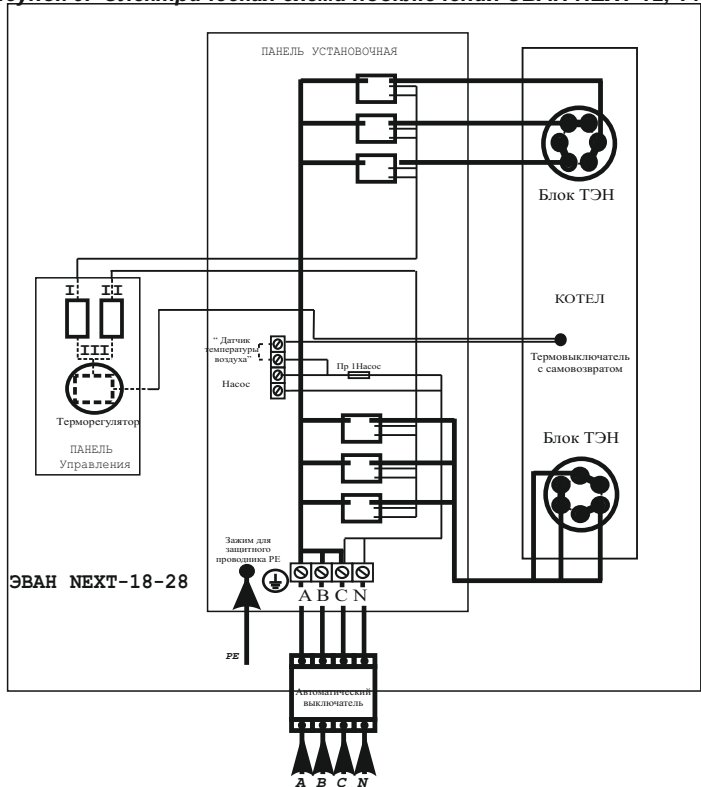 ПАНЕЛЬ УСТАНОВОЧНАЯ
Блок ТЭН
I II
КОТЕЛ
III
“ Датчик
температуры
воздуха”
Пр 1Насос
Термовыключатель
с самовозвратом
Насос
Терморегулятор
ПАНЕЛЬ
Управления
Блок ТЭН
Зажим для
защитного
проводника PE
ЭВАН NEXT-18-28
A B C N
PE
Автоматический
выключатель
A B C N